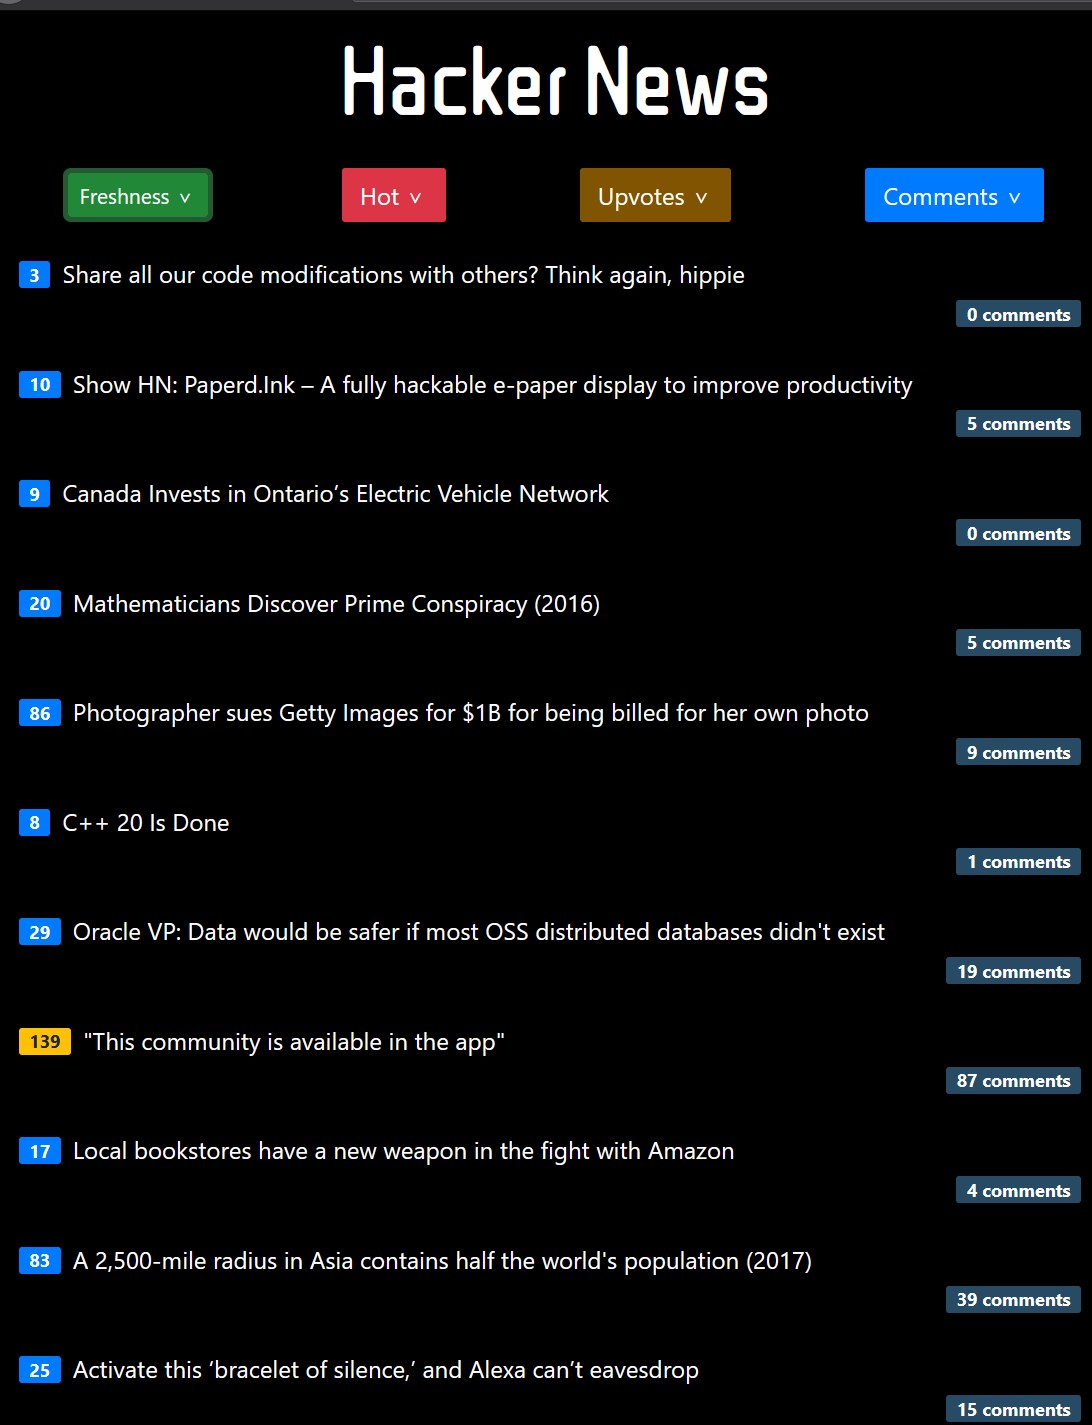 Hacker News
Freshness ˅ Hot ˅ Upvotes ˅ Comments ˅
3 Share all our code modifications with others? Think again, hippie
0 comments
10 Show HN: Paperd.Ink – A fully hackable e-paper display to improve productivity
5 comments
9 Canada Invests in Ontario’s Electric Vehicle Network
0 comments
20 Mathematicians Discover Prime Conspiracy (2016)
5 comments
86 Photographer sues Getty Images for $1B for being billed for her own photo
9 comments
8 C++ 20 Is Done
1 comments
29 Oracle VP: Data would be safer if most OSS distributed databases didn't exist
19 comments
139 "This community is available in the app"
87 comments
17 Local bookstores have a new weapon in the fight with Amazon
4 comments
83 A 2,500-mile radius in Asia contains half the world's population (2017)
39 comments
25 Activate this ‘bracelet of silence,’ and Alexa can’t eavesdrop
15 comments